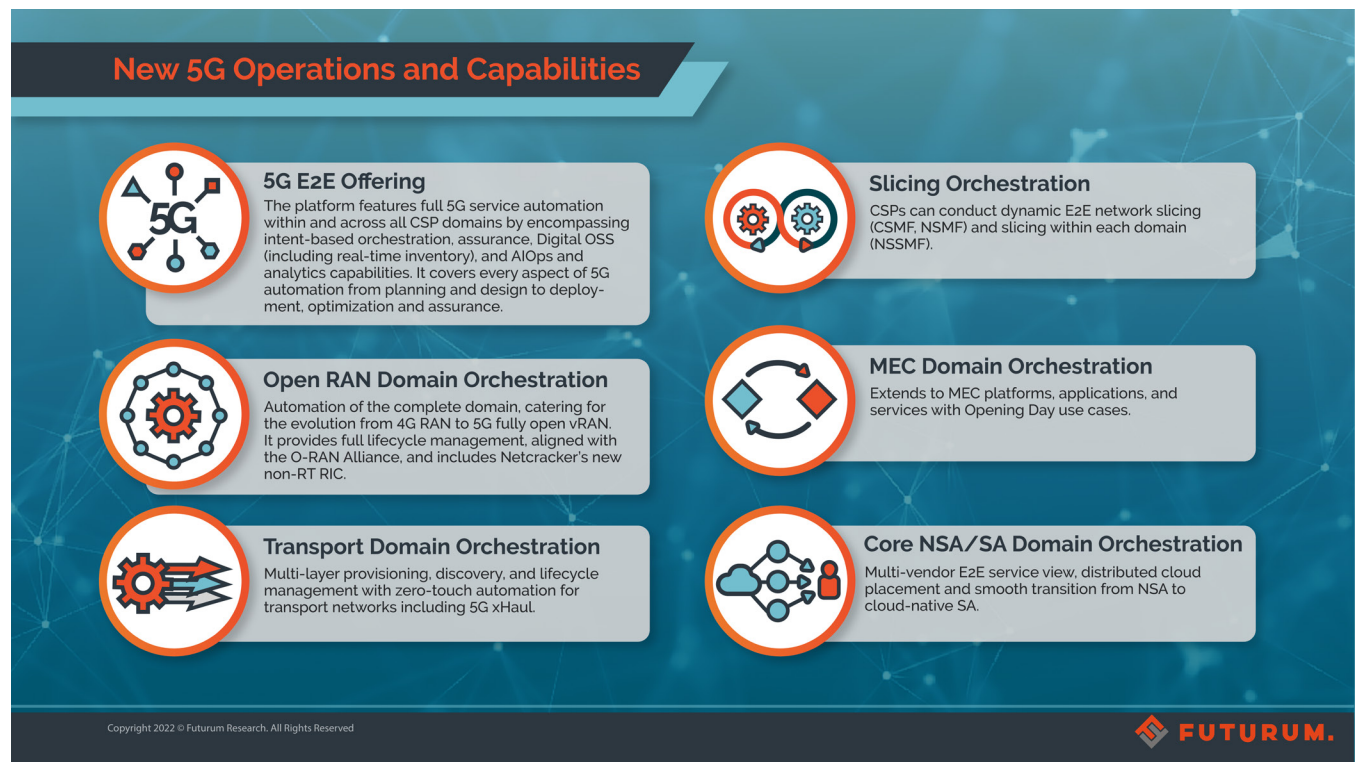 New 5G Operations and Capabilities
5G
5G E2E Offering
The platform features full 5G service automation
within and across all CSP domains by encompassing
intent-based orchestration, assurance, Digital OSS
(including real-time inventory), and AIOps and
analytics capabilities. It covers every aspect of 5G
automation from planning and design to deploy-
ment, optimization and assurance.
Open RAN Domain Orchestration
Automation of the complete domain, catering for
the evolution from 4G RAN to 5G fully open vRAN.
It provides full lifecycle management, aligned with
the O-RAN Alliance, and includes Netcracker's new
non-RT RIC.
Transport Domain Orchestration
Multi-layer provisioning, discovery, and lifecycle
management with zero-touch automation for
transport networks including 5G xHaul.
Slicing Orchestration
CSPs can conduct dynamic E2E network slicing
(CSMF, NSMF) and slicing within each domain
(NSSMF).
MEC Domain Orchestration
Extends to MEC platforms, applications, and
services with Opening Day use cases.
Core NSA/SA Domain Orchestration
Multi-vendor E2E service view, distributed cloud
placement and smooth transition from NSA to
cloud-native SA.
Copyright 2022 © Futurum Research, All Rights Reserved
FUTURUM.